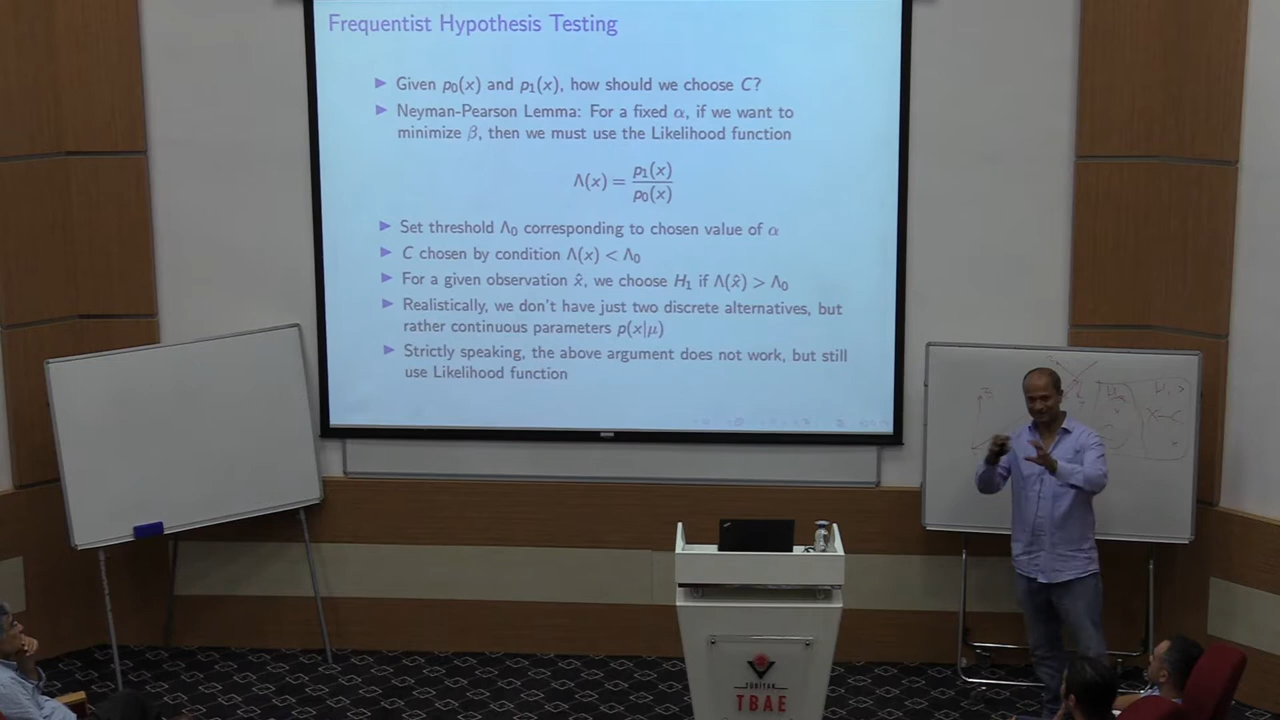 Frequentist Hypothesis Testing
Given p₀(x) and p₁(x), how should we choose C?
Neyman-Pearson Lemma: For a fixed α, if we want to
minimize β, then we must use the Likelihood function
Λ(x) = p₁(x) / p₀(x)
Set threshold Λ₀ corresponding to chosen value of α
C chosen by condition Λ(x) < Λ₀
For a given observation x̂, we choose H₁ if Λ(x̂) > Λ₀
Realistically, we don't have just two discrete alternatives, but
rather continuous parameters p(x|μ)
Strictly speaking, the above argument does not work, but still
use Likelihood function
TÜBİTAK
TBAE